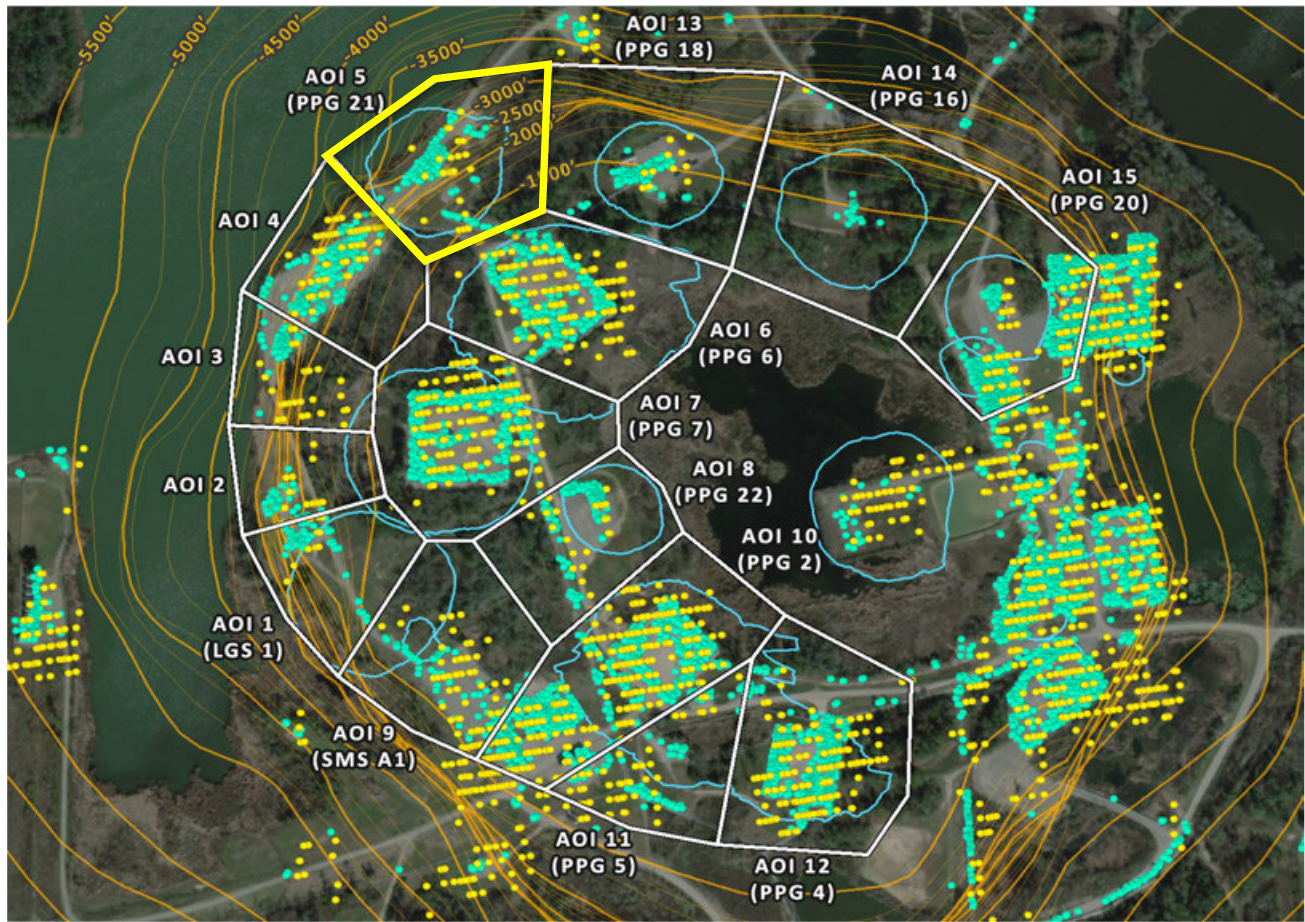 -5500'
-5000'
-4500'
-4000'
-3500'
AOI 13
(PPG 18)
AOI 5
(PPG 21)
AOI 14
(PPG 16)
-3000'
-2500'
-2000'
AOI 15
(PPG 20)
AOI 4
AOI 3
AOI 6
(PPG 6)
AOI 7
(PPG 7)
AOI 2
AOI 8
(PPG 22)
AOI 10
(PPG 2)
AOI 1
(LGS 1)
AOI 9
(SMS A1)
AOI 11
(PPG 5)
AOI 12
(PPG 4)